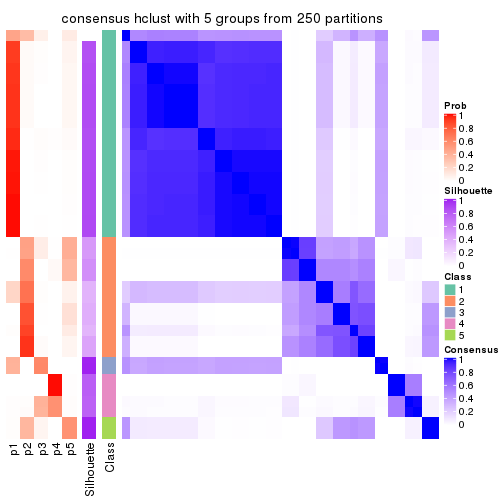 consensus hclust with 5 groups from 250 partitions
Prob
1
0.8
0.6
0.4
0.2
0
Silhouette
1
0.8
0.6
0.4
0.2
0
Class
1
2
3
4
5
Consensus
1
0.8
0.6
0.4
0.2
0
p1
p2
p3
p4
p5
Silhouette
Class